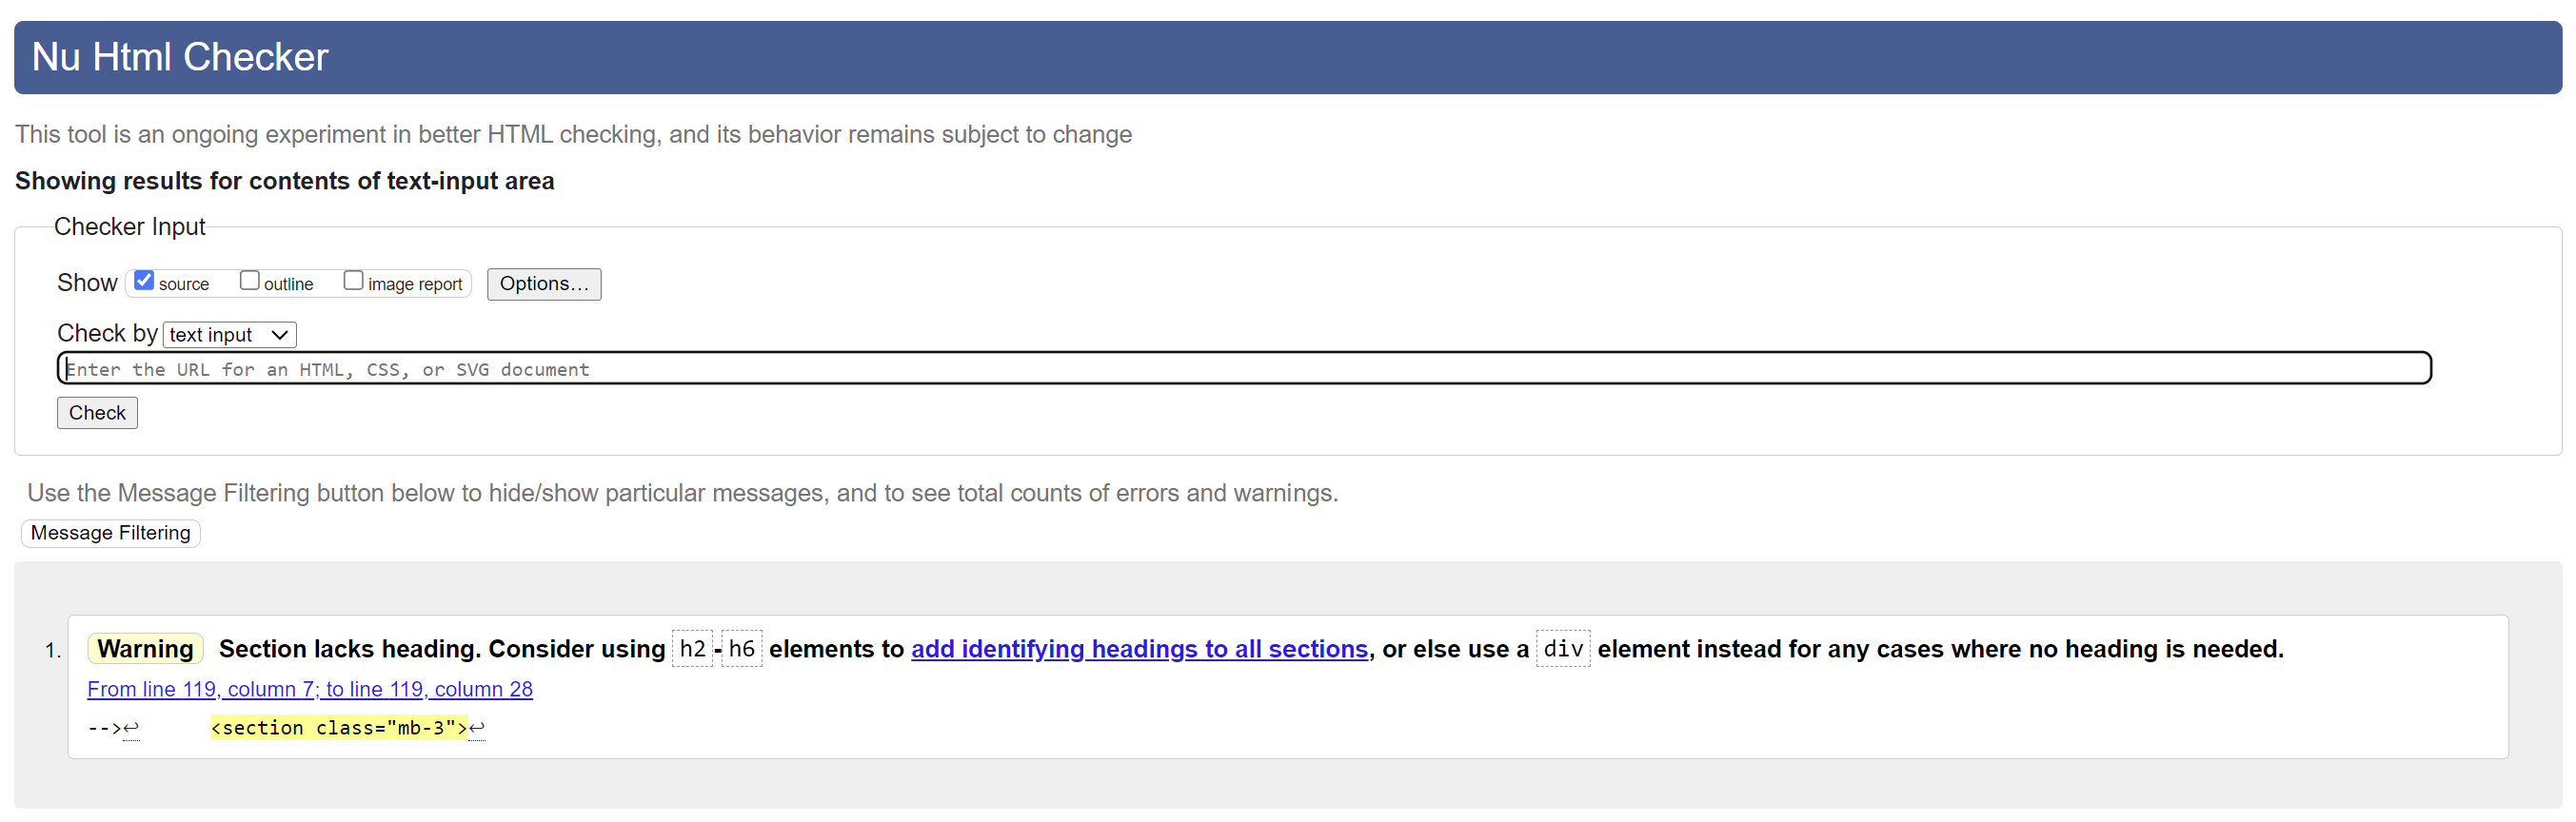 Nu Html Checker
This tool is an ongoing experiment in better HTML checking, and its behavior remains subject to change
Showing results for contents of text-input area
Checker Input
Show source outline image report Options...
Check by text input
Enter the URL for an HTML, CSS, or SVG document
Check
Use the Message Filtering button below to hide/show particular messages, and to see total counts of errors and warnings.
Message Filtering
1. Warning Section lacks heading. Consider using h2-h6 elements to add identifying headings to all sections, or else use a div element instead for any cases where no heading is needed.
From line 119, column 7; to line 119, column 28
-->↩ <section class="mb-3">↩